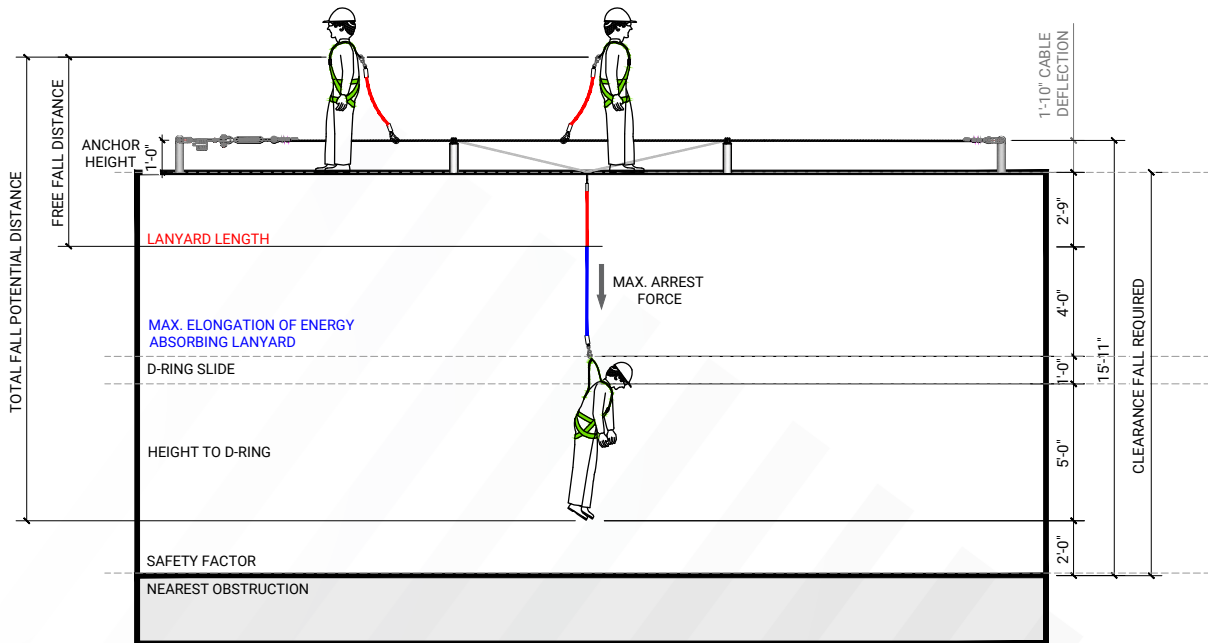 1'-10" CABLE
DEFLECTION
ANCHOR
HEIGHT
1'-0"
FREE FALL DISTANCE
TOTAL FALL POTENTIAL DISTANCE
LANYARD LENGTH
2'-9"
MAX. ARREST
FORCE
4'-0"
MAX. ELONGATION OF ENERGY
ABSORBING LANYARD
D-RING SLIDE
1'-0"
15'-11"
CLEARANCE FALL REQUIRED
HEIGHT TO D-RING
5'-0"
SAFETY FACTOR
2'-0"
NEAREST OBSTRUCTION